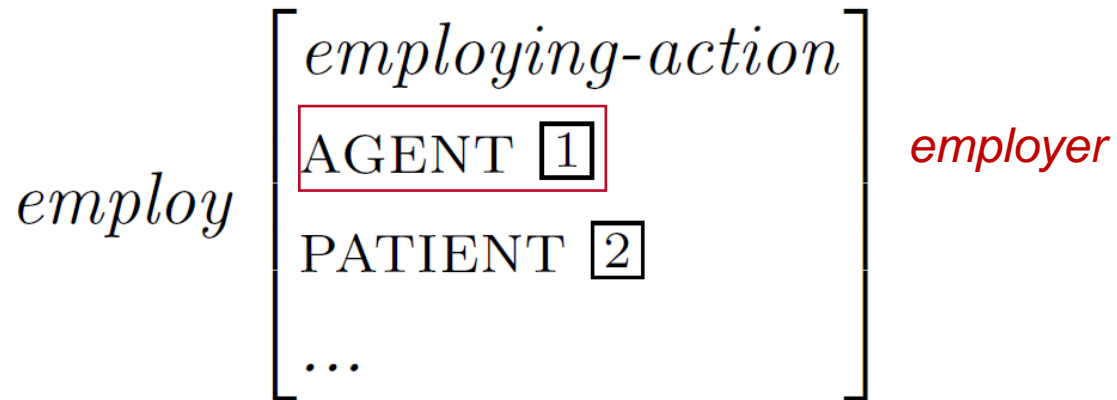 employing-action
AGENT 1
employer
employ
PATIENT 2
...